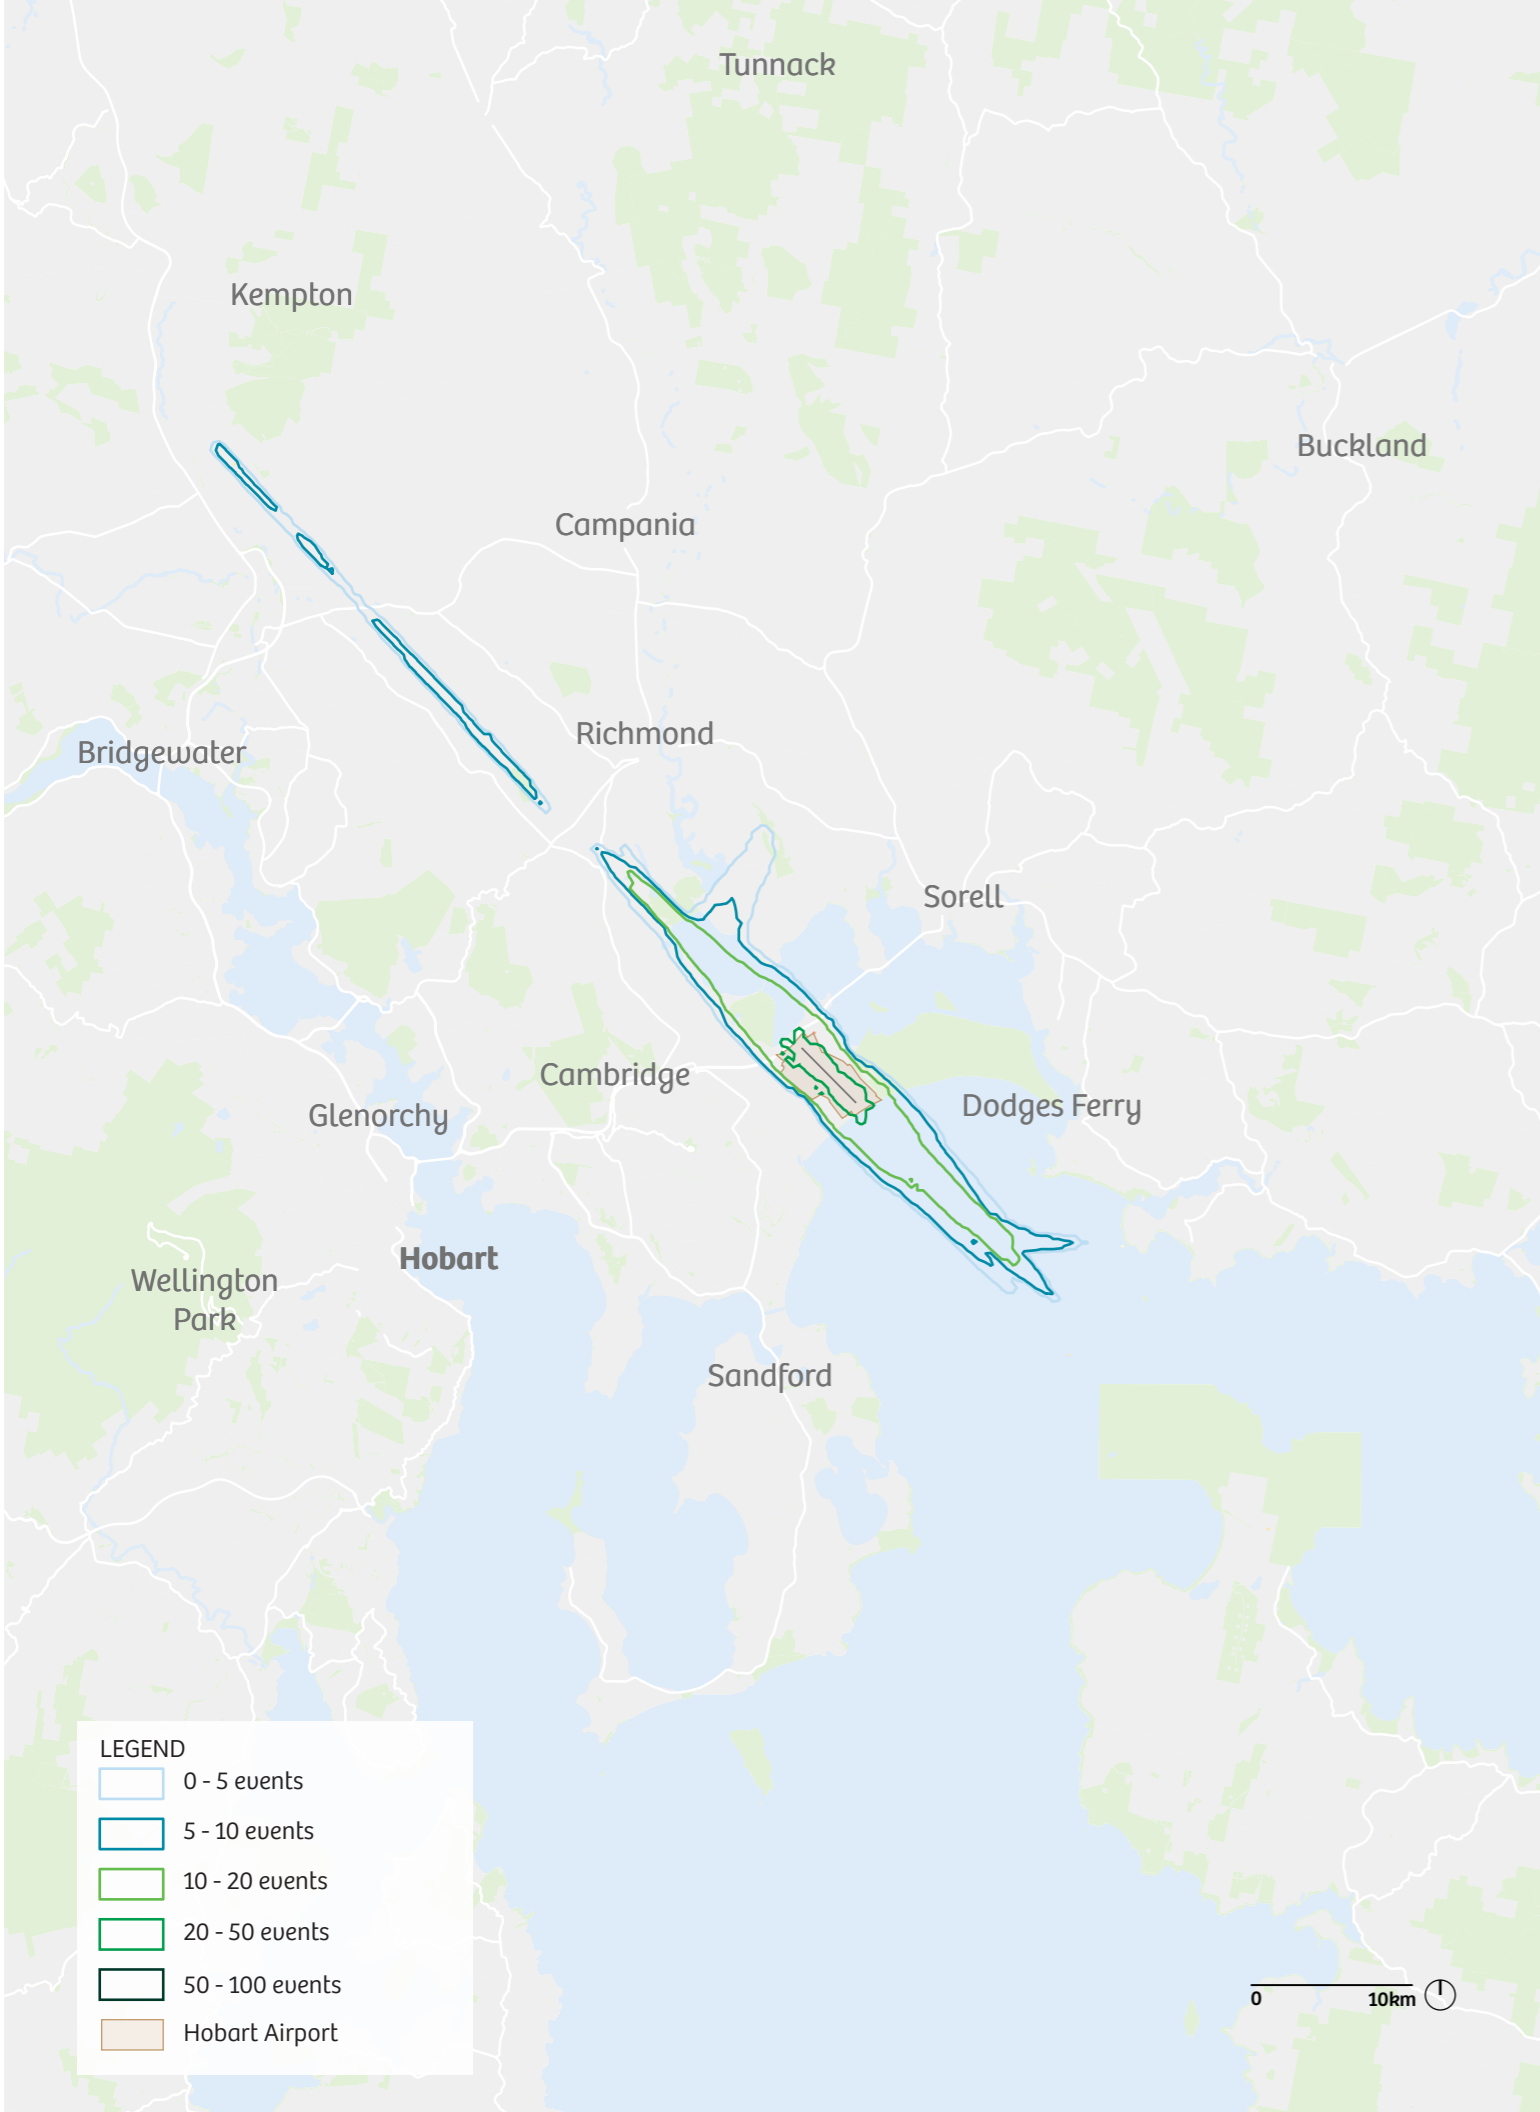 Tunnack
Kempton
Buckland
Campania
Richmond
Bridgewater
Sorell
Cambridge
Dodges Ferry
Glenorchy
Hobart
Wellington
Park
Sandford
LEGEND
0 - 5 events
5 - 10 events
10 - 20 events
20 - 50 events
50 - 100 events
Hobart Airport
0 10km